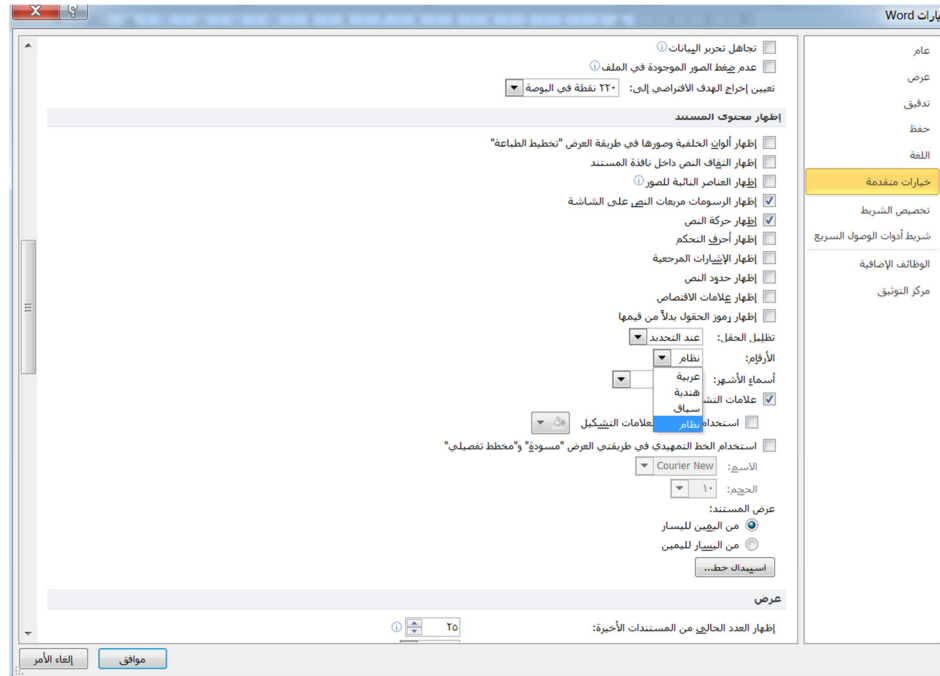 خيارات Word
عام
عرض
تدقيق
حفظ
اللغة
خيارات متقدمة
تخصيص الشريط
شريط أدوات الوصول السريع
الوظائف الإضافية
مركز التوثيق
تجاهل تحرير البيانات
عدم ضغط الصور الموجودة في الملف
تعيين إخراج الهدف الافتراضي إلى: ٢٢٠ نقطة في البوصة
إظهار محتوى المستند
إظهار ألوان الخلفية وصورها في طريقة العرض "تخطيط الطباعة"
إظهار التفاف النص داخل نافذة المستند
إظهار العناصر النائبة للصور
إظهار الرسومات مربعات النص على الشاشة
إظهار حركة النص
إظهار أحرف التحكم
إظهار الإشارات المرجعية
إظهار حدود النص
إظهار علامات الاقتصاص
إظهار رموز الحقول بدلاً من قيمها
تظليل الحقل: عند التحديد
الأرقام: نظام
عربية
هندية
سياق
نظام
أسماء الأشهر:
علامات
استخدام لعلامات التشكيل
استخدام الخط التمهيدي في طريقتي العرض "مسودة" و"مخطط تفصيلي"
الاسم: Courier New
الحجم: ١٠
عرض المستند:
من اليمين لليسار
من اليسار لليمين
استبدال خط...
عرض
إظهار العدد الحالي من المستندات الأخيرة: ٢٥
موافق
إلغاء الأمر